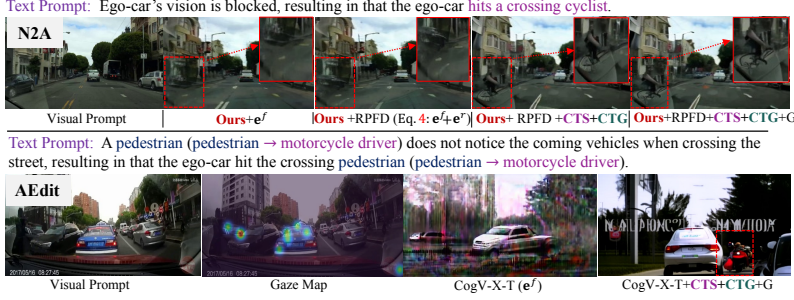 Text Prompt: Ego-car's vision is blocked, resulting in that the ego-car hits a crossing cyclist.
N2A
Visual Prompt
Ours+e^f
Ours +RPFD (Eq. 4: e^f+e^r)
Ours+ RPFD +CTS+CTG
Ours+RPFD+CTS+CTG+G
Text Prompt: A pedestrian (pedestrian → motorcycle driver) does not notice the coming vehicles when crossing the
street, resulting in that the ego-car hit the crossing pedestrian (pedestrian → motorcycle driver).
AEdit
2017/05/16 08:27:45
2017/05/16 08:27:45
Visual Prompt
Gaze Map
CogV-X-T (e^f)
CogV-X-T+CTS+CTG+G